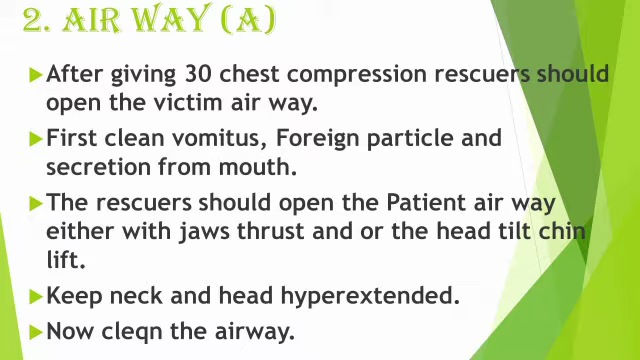 2. AIR WAY (A)
After giving 30 chest compression rescuers should
open the victim air way.
First clean vomitus, Foreign particle and
secretion from mouth.
The rescuers should open the Patient air way
either with jaws thrust and or the head tilt chin
lift.
Keep neck and head hyperextended.
Now cleqn the airway.